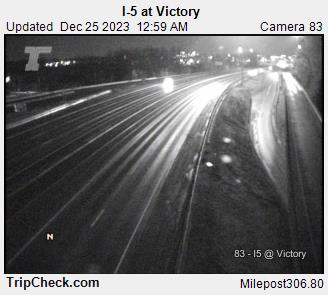 I-5 at Victory
Updated Dec 25 2023 12:59 AM Camera 83
T
N
83 - I5 @ Victory
TripCheck.com Milepost306.80